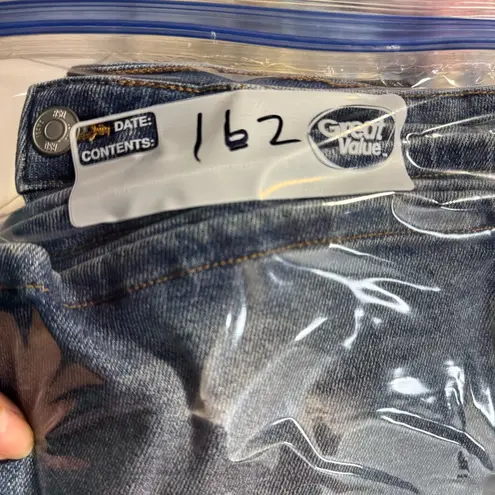 DATE:
CONTENTS:
162
Great
Value